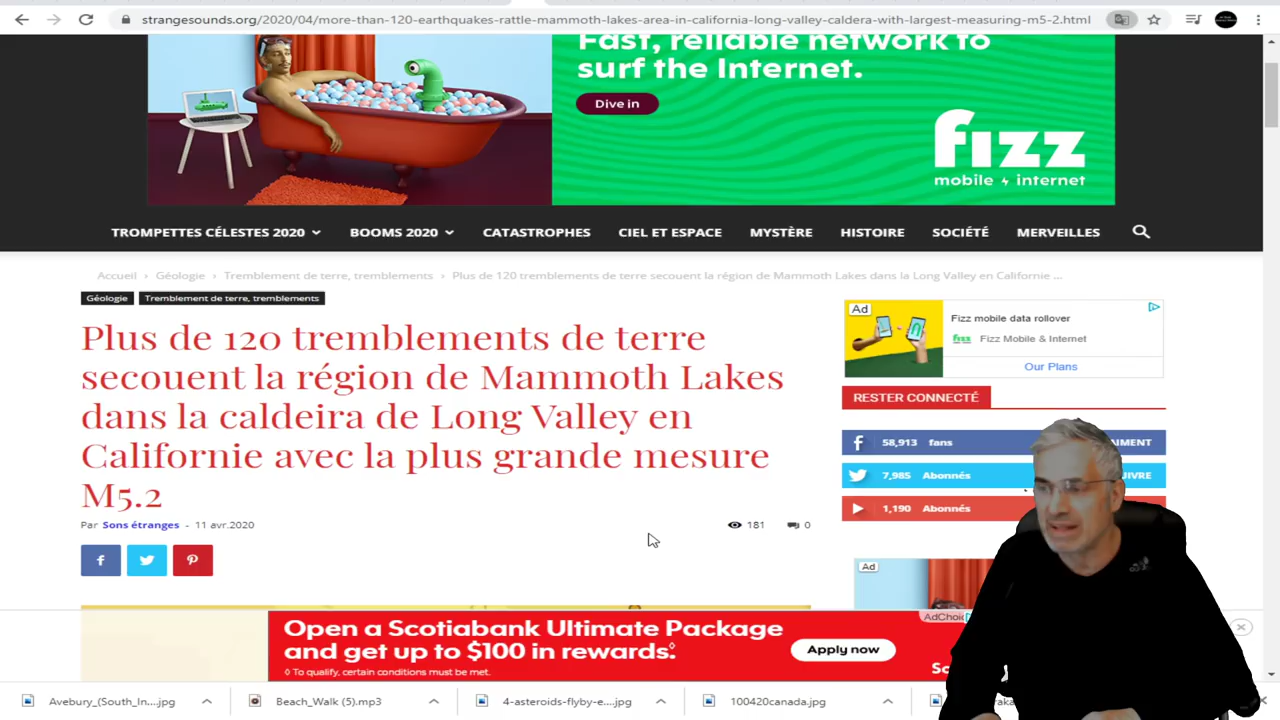 strangesounds.org/2020/04/more-than-120-earthquakes-rattle-mammoth-lakes-area-in-california-long-valley-caldera-with-largest-measuring-m5-2.html
Fast, reliable network to
surf the Internet.
Dive in
fizz
mobile internet
TROMPETTES CÉLESTES 2020 BOOMS 2020 CATASTROPHES CIEL ET ESPACE MYSTÈRE HISTOIRE SOCIÉTÉ MERVEILLES
Accueil › Géologie › Tremblement de terre, tremblements › Plus de 120 tremblements de terre secouent la région de Mammoth Lakes dans la Long Valley en Californie ...
Géologie Tremblement de terre, tremblements
Plus de 120 tremblements de terre
secouent la région de Mammoth Lakes
dans la caldeira de Long Valley en
Californie avec la plus grande mesure
M5.2
Par Sons étranges - 11 avr.2020 181 0
Ad
Fizz mobile data rollover
fizz Fizz Mobile & Internet
Our Plans
RESTER CONNECTÉ
58,913 fans
7,985 Abonnés
1,190 Abonnés
Ad
Open a Scotiabank Ultimate Package
and get up to $100 in rewards.◊
◊ To qualify, certain conditions must be met.
Apply now
Avebury_(South_In....jpg Beach_Walk (5).mp3 4-asteroids-flyby-e....jpg 100420canada.jpg